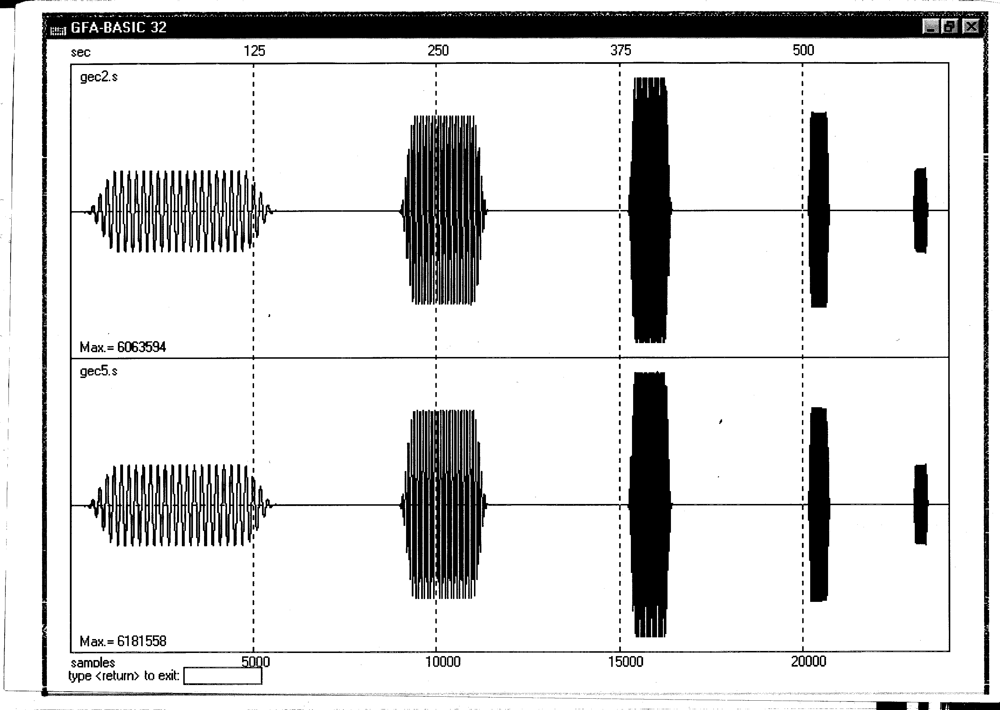 GFA-BASIC 32
sec 125 250 375 500
gec2.s
Max.= 6063594
gec5.s
Max.= 6181558
samples 5000 10000 15000 20000
type <return> to exit: